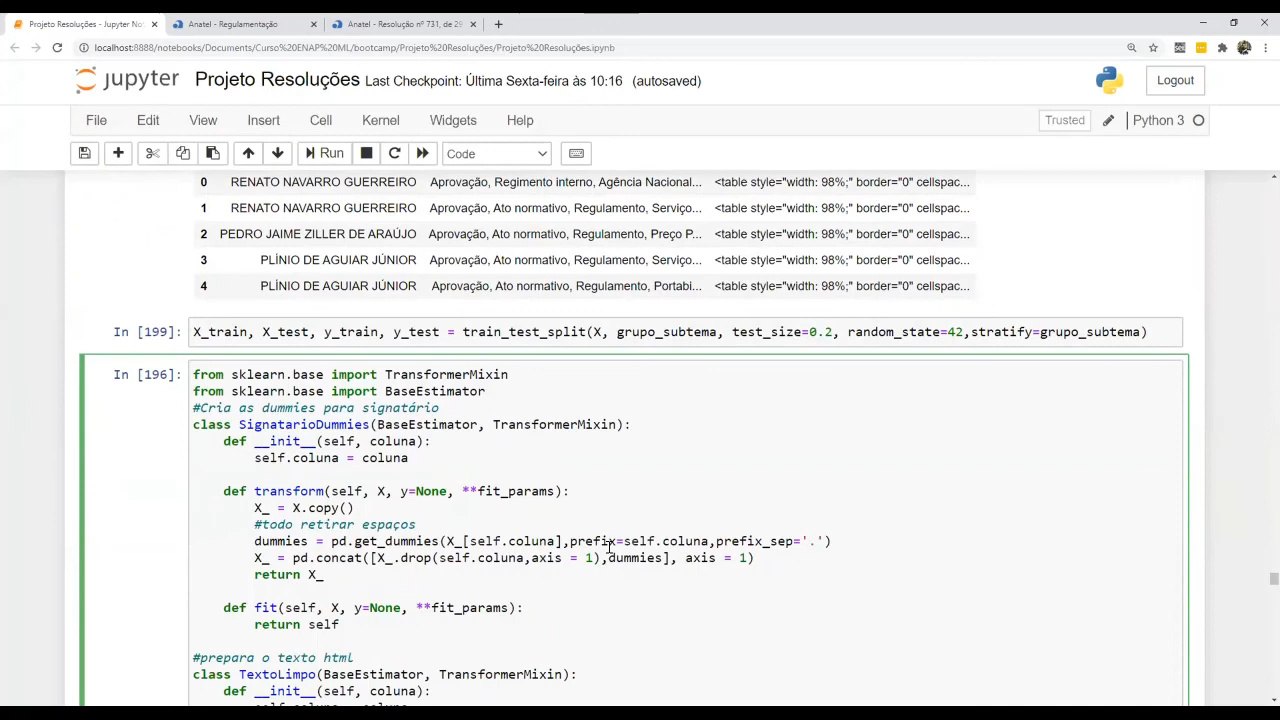 Projeto Resoluções - Jupyter No
Anatel - Regulamentação
Anatel - Resolução nº 731, de 29
localhost:8888/notebooks/Documents/Curso%20ENAP%20ML/bootcamp/Projeto%20Resoluções/Projeto%20Resoluções.ipynb
jupyter Projeto Resoluções Last Checkpoint: Última Sexta-feira às 10:16 (autosaved)
Logout
File Edit View Insert Cell Kernel Widgets Help
Trusted Python 3
Run Code
0 RENATO NAVARRO GUERREIRO Aprovação, Regimento interno, Agência Nacional... <table style="width: 98%;" border="0" cellspac...
1 RENATO NAVARRO GUERREIRO Aprovação, Ato normativo, Regulamento, Serviço... <table style="width: 98%;" border="0" cellspac...
2 PEDRO JAIME ZILLER DE ARAÚJO Aprovação, Ato normativo, Regulamento, Preço P... <table style="width: 98%;" border="0" cellspac...
3 PLÍNIO DE AGUIAR JÚNIOR Aprovação, Ato normativo, Regulamento, Serviço... <table style="width: 98%;" border="0" cellspac...
4 PLÍNIO DE AGUIAR JÚNIOR Aprovação, Ato normativo, Regulamento, Portabi... <table style="width: 98%;" border="0" cellspac...
In [199]: X_train, X_test, y_train, y_test = train_test_split(X, grupo_subtema, test_size=0.2, random_state=42,stratify=grupo_subtema)
In [196]: from sklearn.base import TransformerMixin
from sklearn.base import BaseEstimator
#Cria as dummies para signatário
class SignatarioDummies(BaseEstimator, TransformerMixin):
def __init__(self, coluna):
self.coluna = coluna
def transform(self, X, y=None, **fit_params):
X_ = X.copy()
#todo retirar espaços
dummies = pd.get_dummies(X_[self.coluna],prefix=self.coluna,prefix_sep='.')
X_ = pd.concat([X_.drop(self.coluna,axis = 1),dummies], axis = 1)
return X_
def fit(self, X, y=None, **fit_params):
return self
#prepara o texto html
class TextoLimpo(BaseEstimator, TransformerMixin):
def __init__(self, coluna):